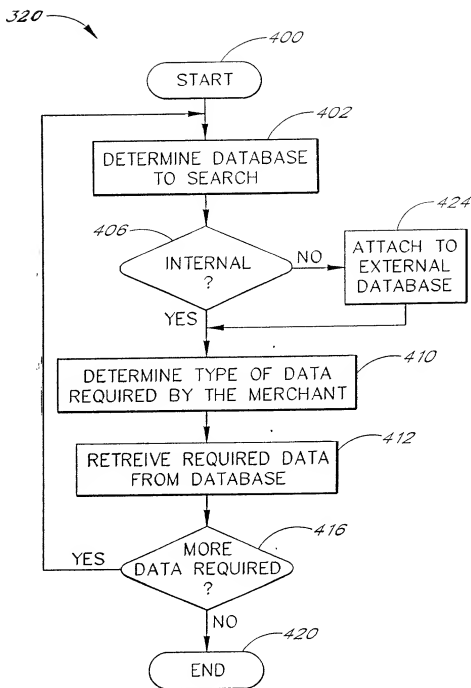 320
400
START
402
DETERMINE DATABASE
TO SEARCH
424
406
INTERNAL
?
NO
ATTACH TO
EXTERNAL
DATABASE
YES
410
DETERMINE TYPE OF DATA
REQUIRED BY THE MERCHANT
412
RETREIVE REQUIRED DATA
FROM DATABASE
416
YES
MORE
DATA REQUIRED
?
NO
420
END